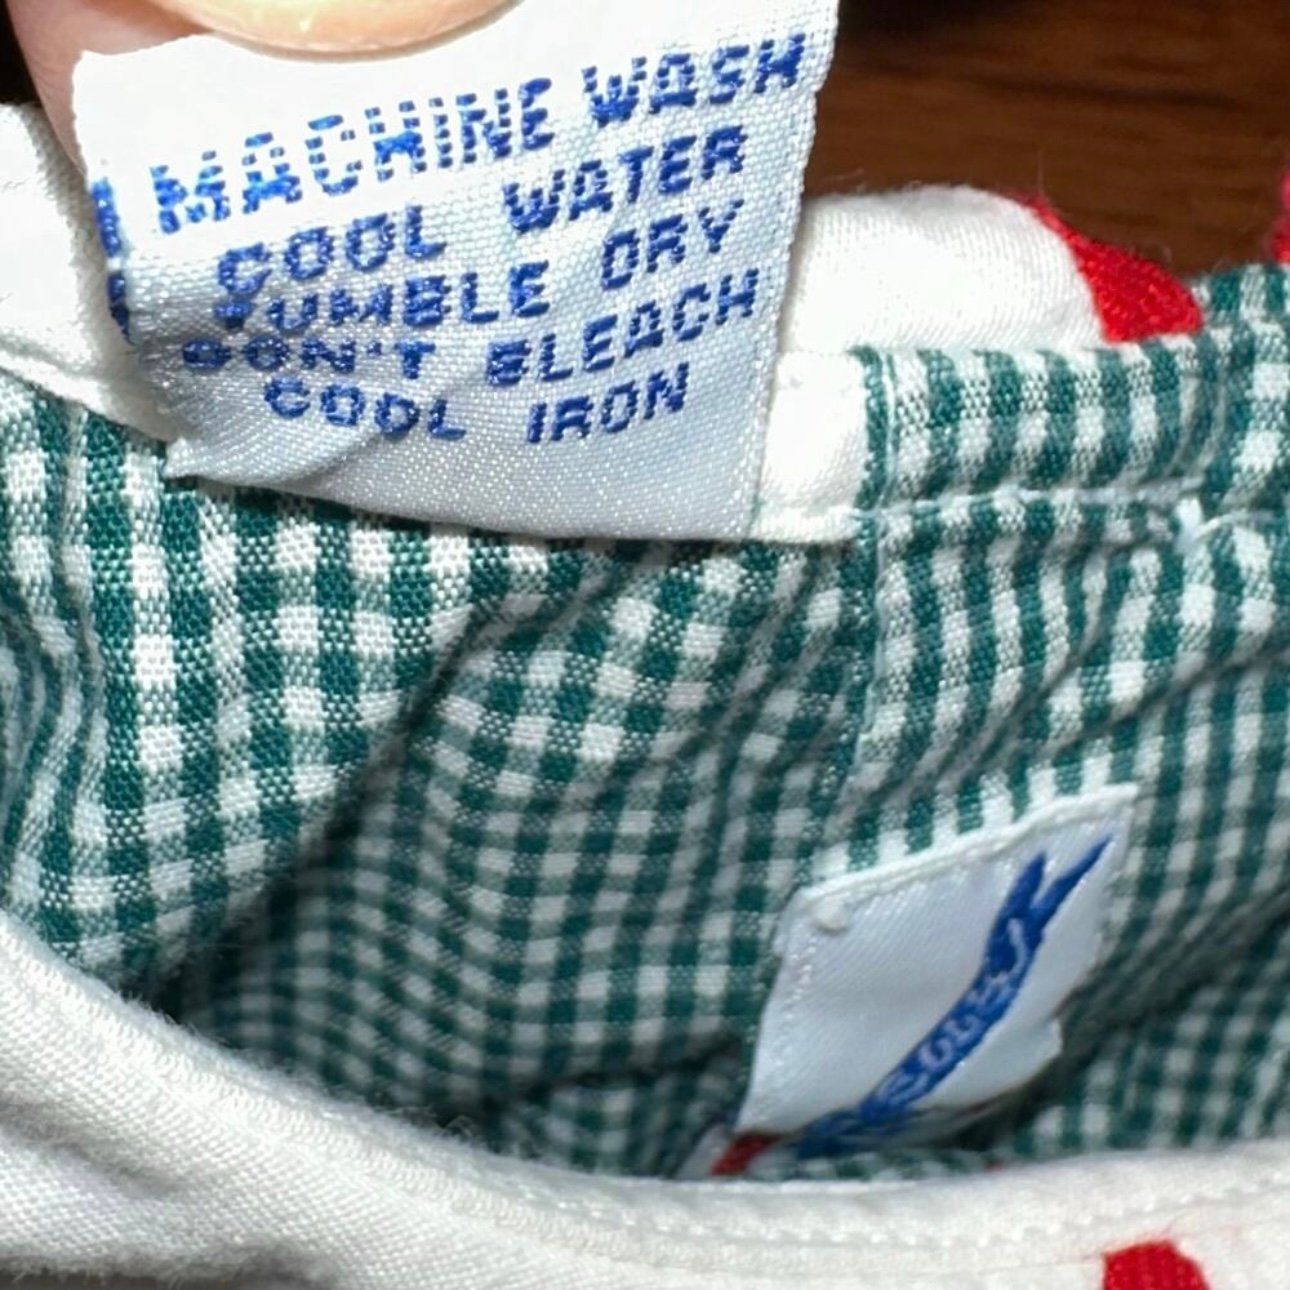 MACHINE WASH
COOL WATER
TUMBLE DRY
DON'T BLEACH
COOL IRON